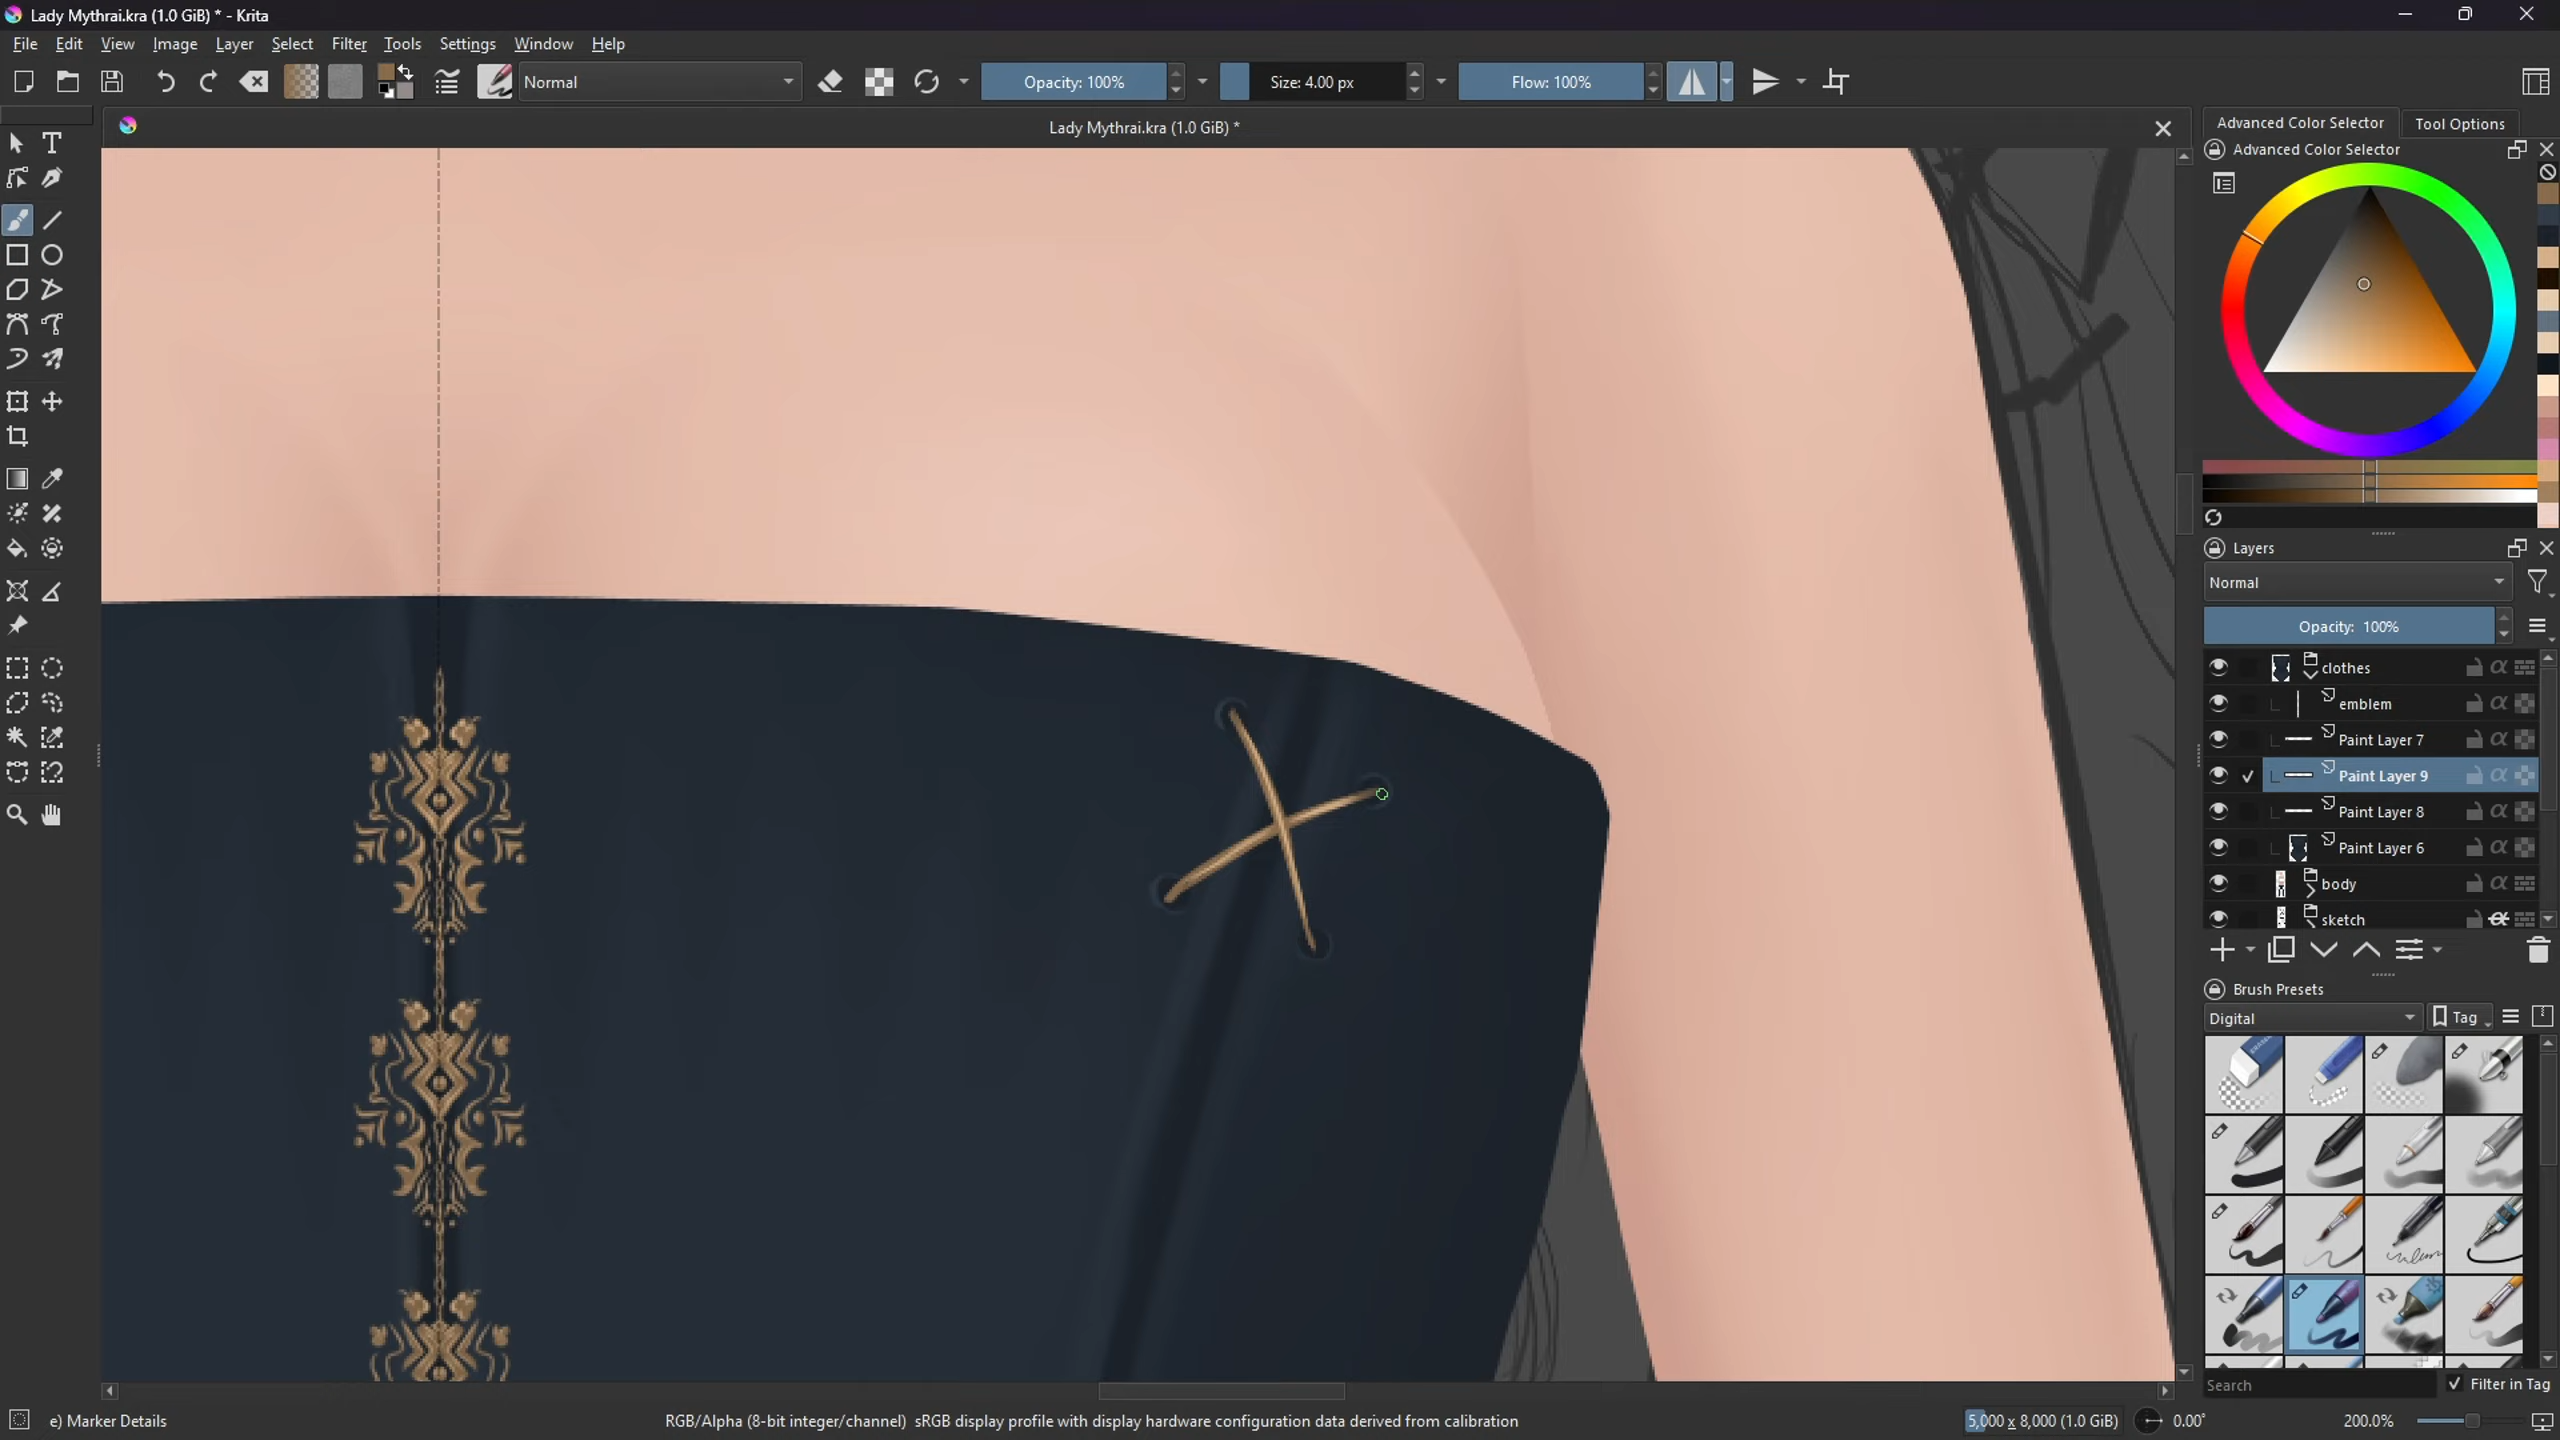 Lady Mythrai.kra (1.0 GiB) * - Krita
File Edit View Image Layer Select Filter Tools Settings Window Help
Normal Opacity: 100% Size: 4.00 px Flow: 100%
Lady Mythrai.kra (1.0 GiB) *
Advanced Color Selector Tool Options
Advanced Color Selector
Layers
Normal
Opacity: 100%
clothes
emblem
Paint Layer 7
Paint Layer 9
Paint Layer 8
Paint Layer 6
body
sketch
Brush Presets
Digital Tag
Search Filter in Tag
e) Marker Details RGB/Alpha (8-bit integer/channel) sRGB display profile with display hardware configuration data derived from calibration 5,000 x 8,000 (1.0 GiB) 0.00° 200.0%